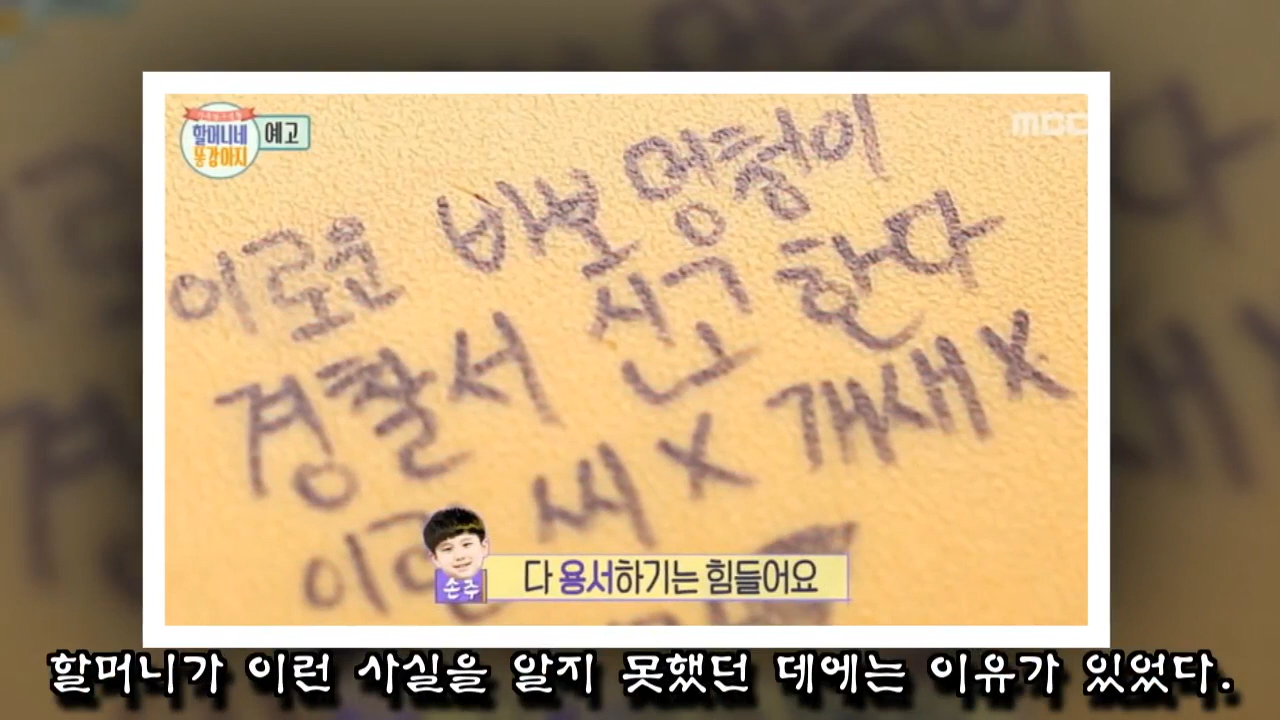 할머니네
똥강아지
예고
MBC
이로운 바보 멍청이
경찰서 신고 한다
씨X 개새X
손주
다 용서하기는 힘들어요
할머니가 이런 사실을 알지 못했던 데에는 이유가 있었다.